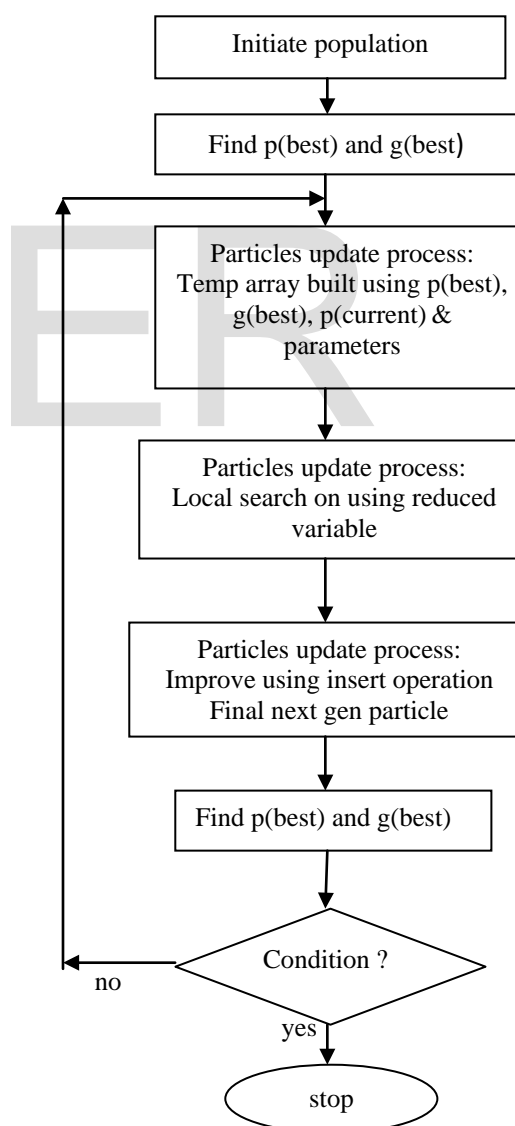 Initiate population
Find p(best) and g(best)
ER
Particles update process:
Temp array built using p(best),
g(best), p(current) &
parameters
Particles update process:
Local search on using reduced
variable
Particles update process:
Improve using insert operation
Final next gen particle
Find p(best) and g(best)
Condition ?
no
yes
stop